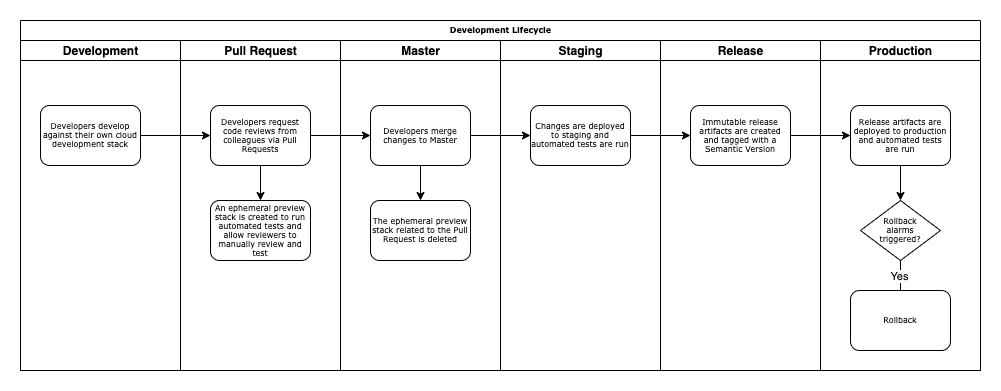 Development Lifecycle
Development
Pull Request
Master
Staging
Release
Production
Developers develop
against their own cloud
development stack
Developers request
code reviews from
colleagues via Pull
Requests
Developers merge
changes to Master
Changes are deployed
to staging and
automated tests are run
Immutable release
artifacts are created
and tagged with a
Semantic Version
Release artifacts are
deployed to production
and automated tests
are run
An ephemeral preview
stack is created to run
automated tests and
allow reviewers to
manually review and
test
The ephemeral preview
stack related to the Pull
Request is deleted
Rollback
alarms
triggered?
Yes
Rollback